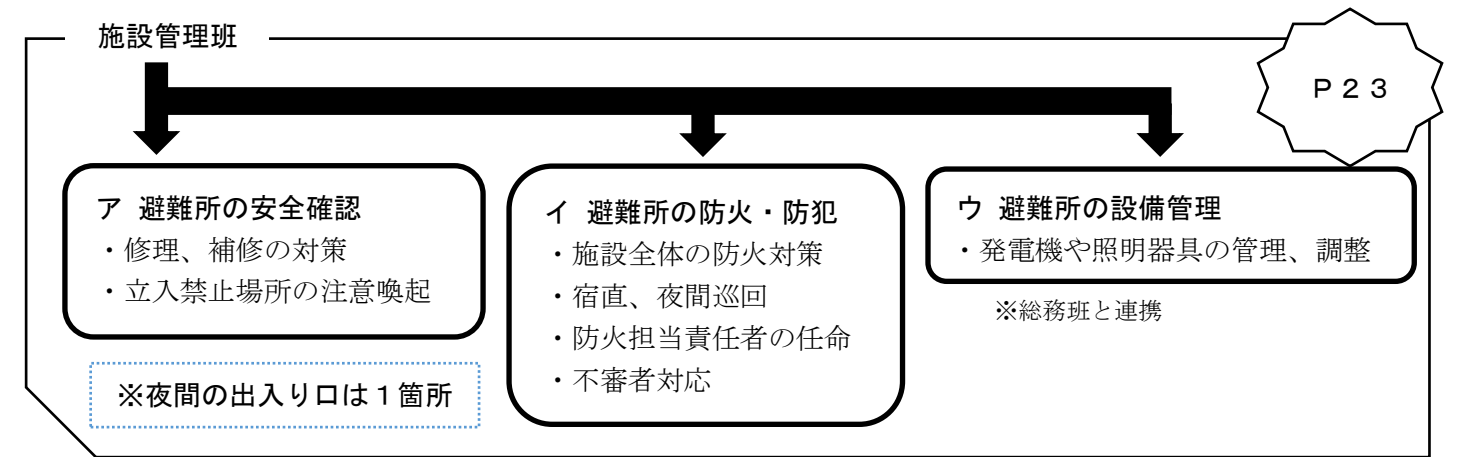 施設管理班
P23
ア 避難所の安全確認
・修理、補修の対策
・立入禁止場所の注意喚起
※夜間の出入り口は1箇所
イ 避難所の防火・防犯
・施設全体の防火対策
・宿直、夜間巡回
・防火担当責任者の任命
・不審者対応
ウ 避難所の設備管理
・発電機や照明器具の管理、調整
※総務班と連携